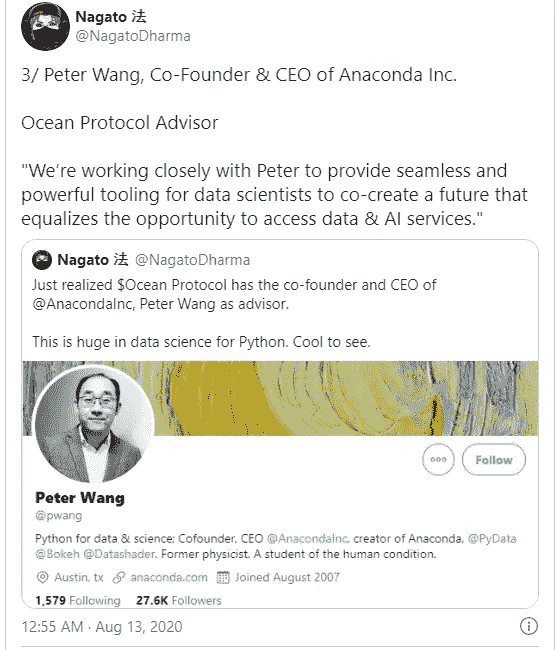 Nagato 法
@NagatoDharma
3/ Peter Wang, Co-Founder & CEO of Anaconda Inc.
Ocean Protocol Advisor
"We're working closely with Peter to provide seamless and
powerful tooling for data scientists to co-create a future that
equalizes the opportunity to access data & AI services."
Nagato 法 @NagatoDharma
Just realized $Ocean Protocol has the co-founder and CEO of
@AnacondaInc, Peter Wang as advisor.
This is huge in data science for Python. Cool to see.
Follow
Peter Wang
@pwang
Python for data & science; Cofounder, CEO @AnacondaInc, creator of Anaconda, @PyData
@Bokeh @Datashader. Former physicist. A student of the human condition.
Austin, tx anaconda.com Joined August 2007
1,579 Following 27.6K Followers
12:55 AM · Aug 13, 2020